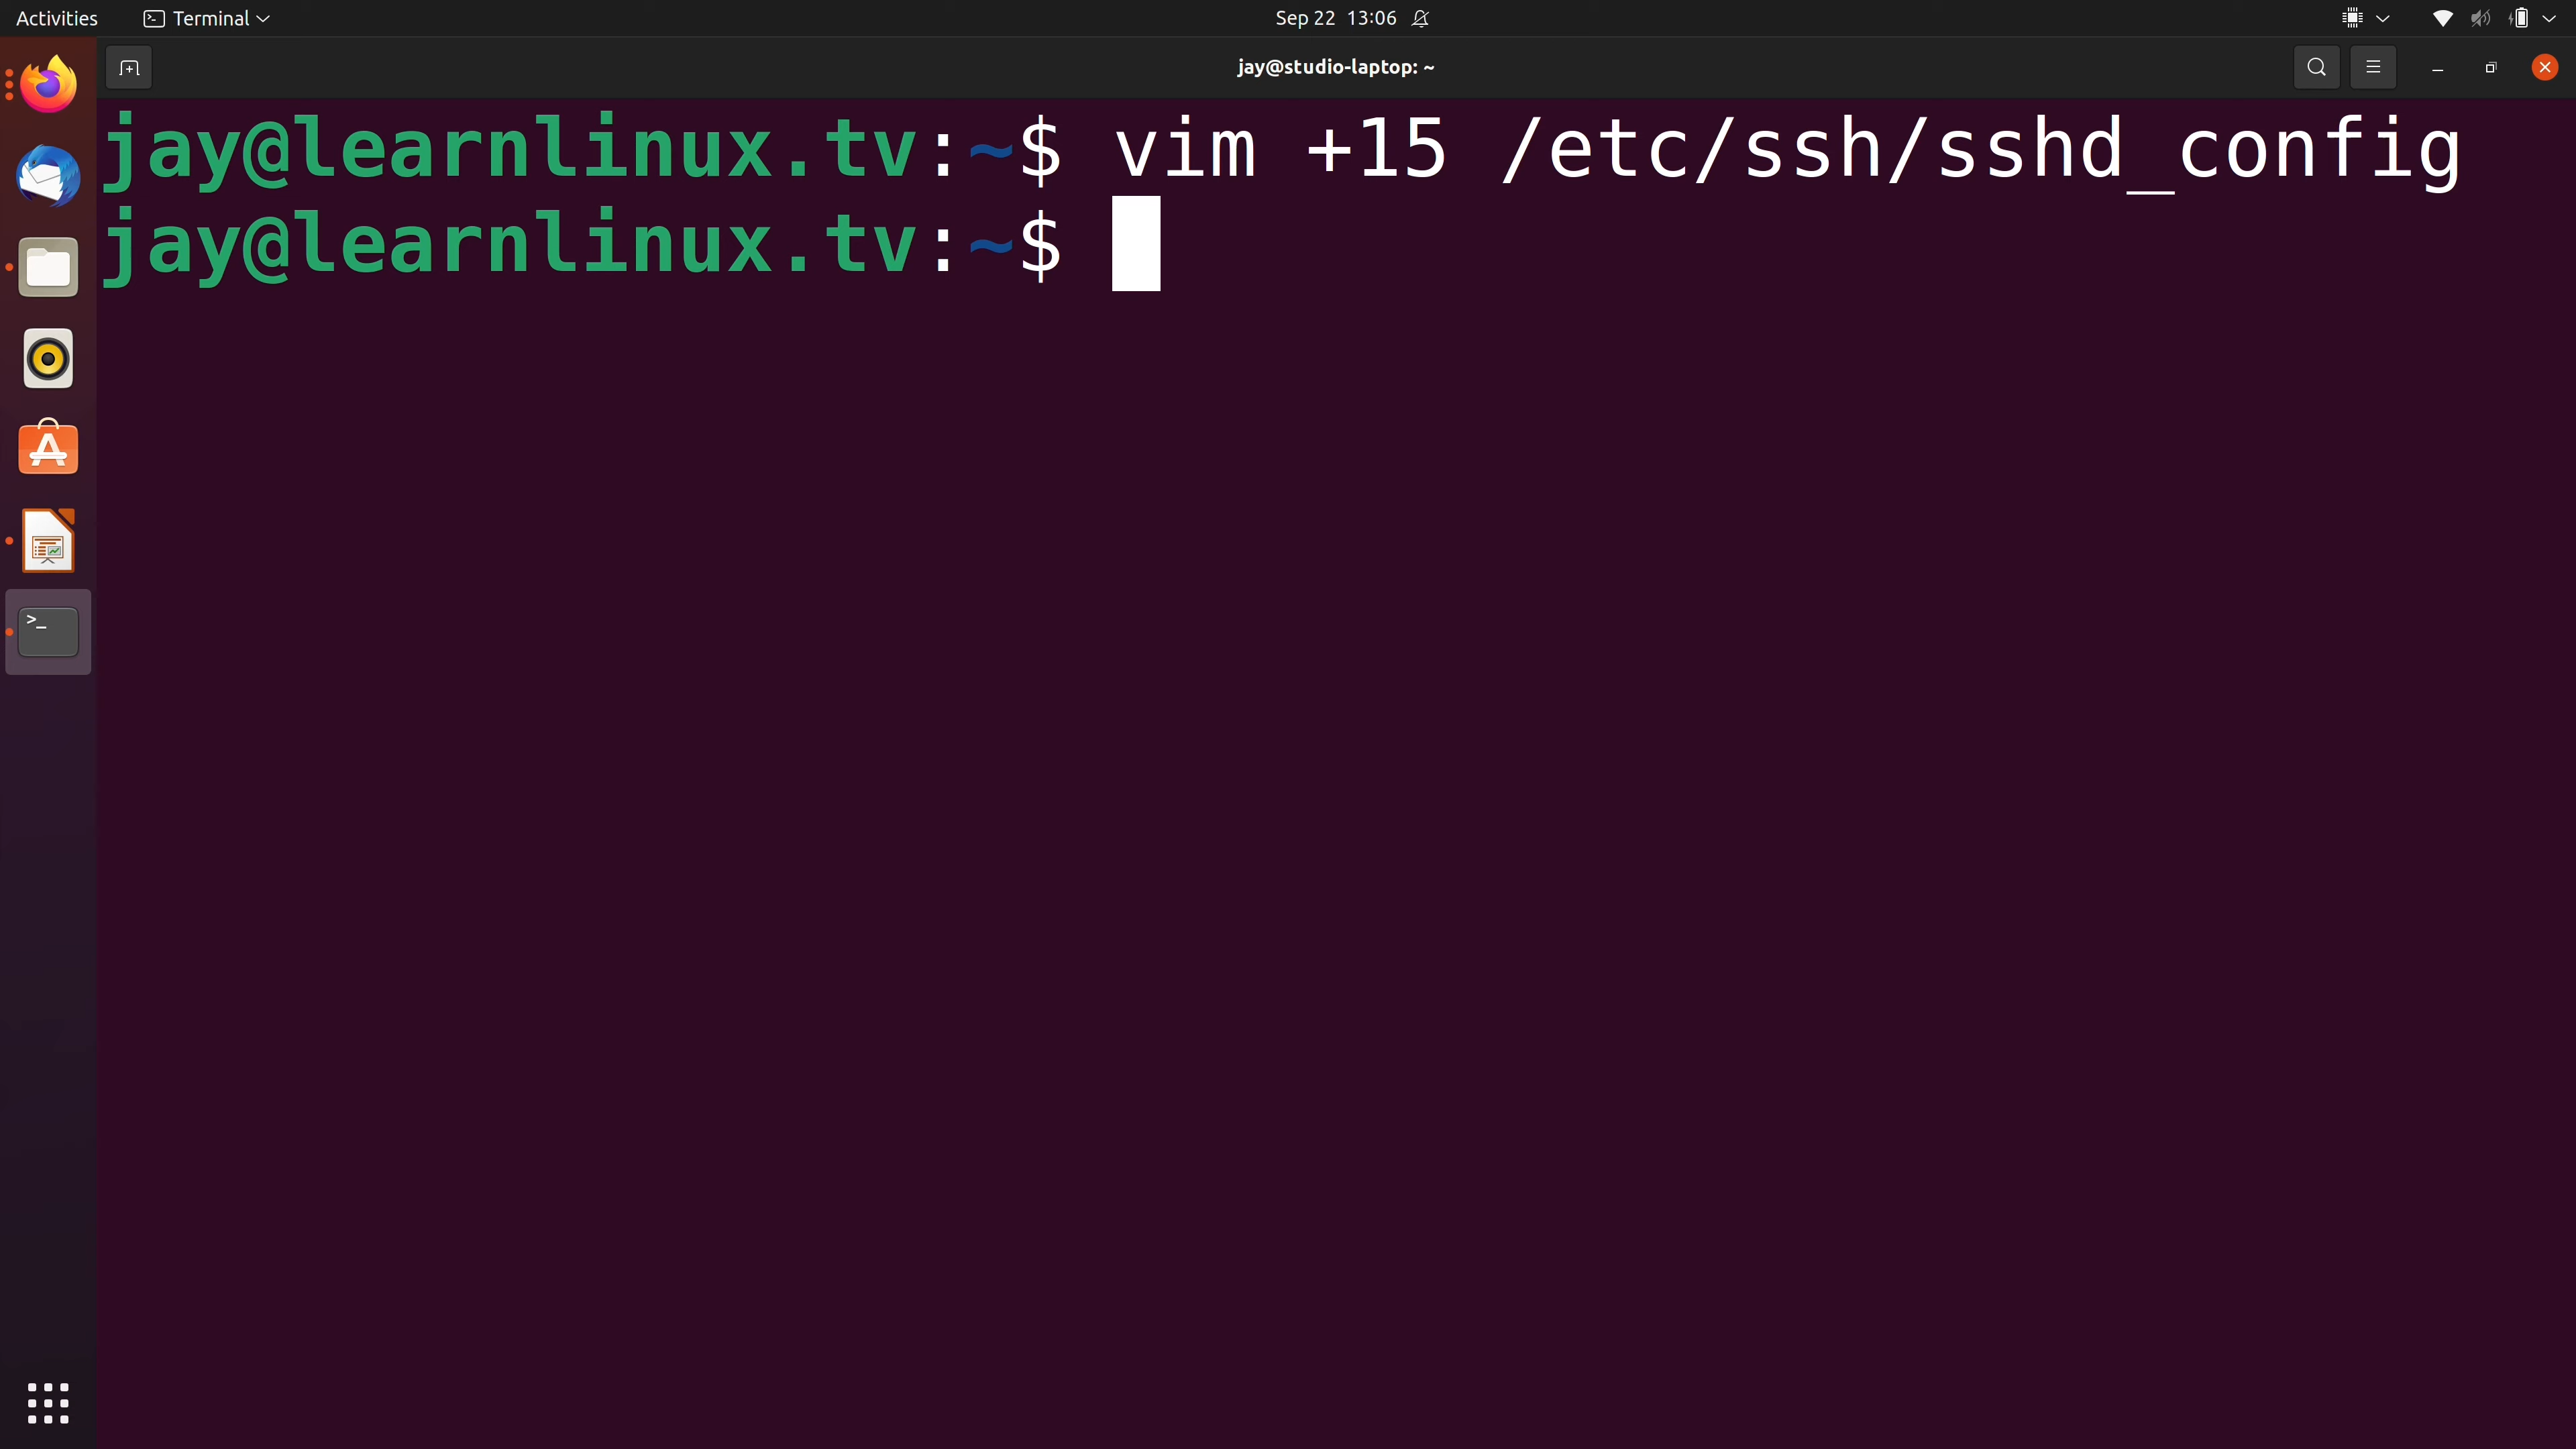 Activities Terminal Sep 22 13:06
jay@studio-laptop: ~
jay@learnlinux.tv:~$ vim +15 /etc/ssh/sshd_config
jay@learnlinux.tv:~$
>_